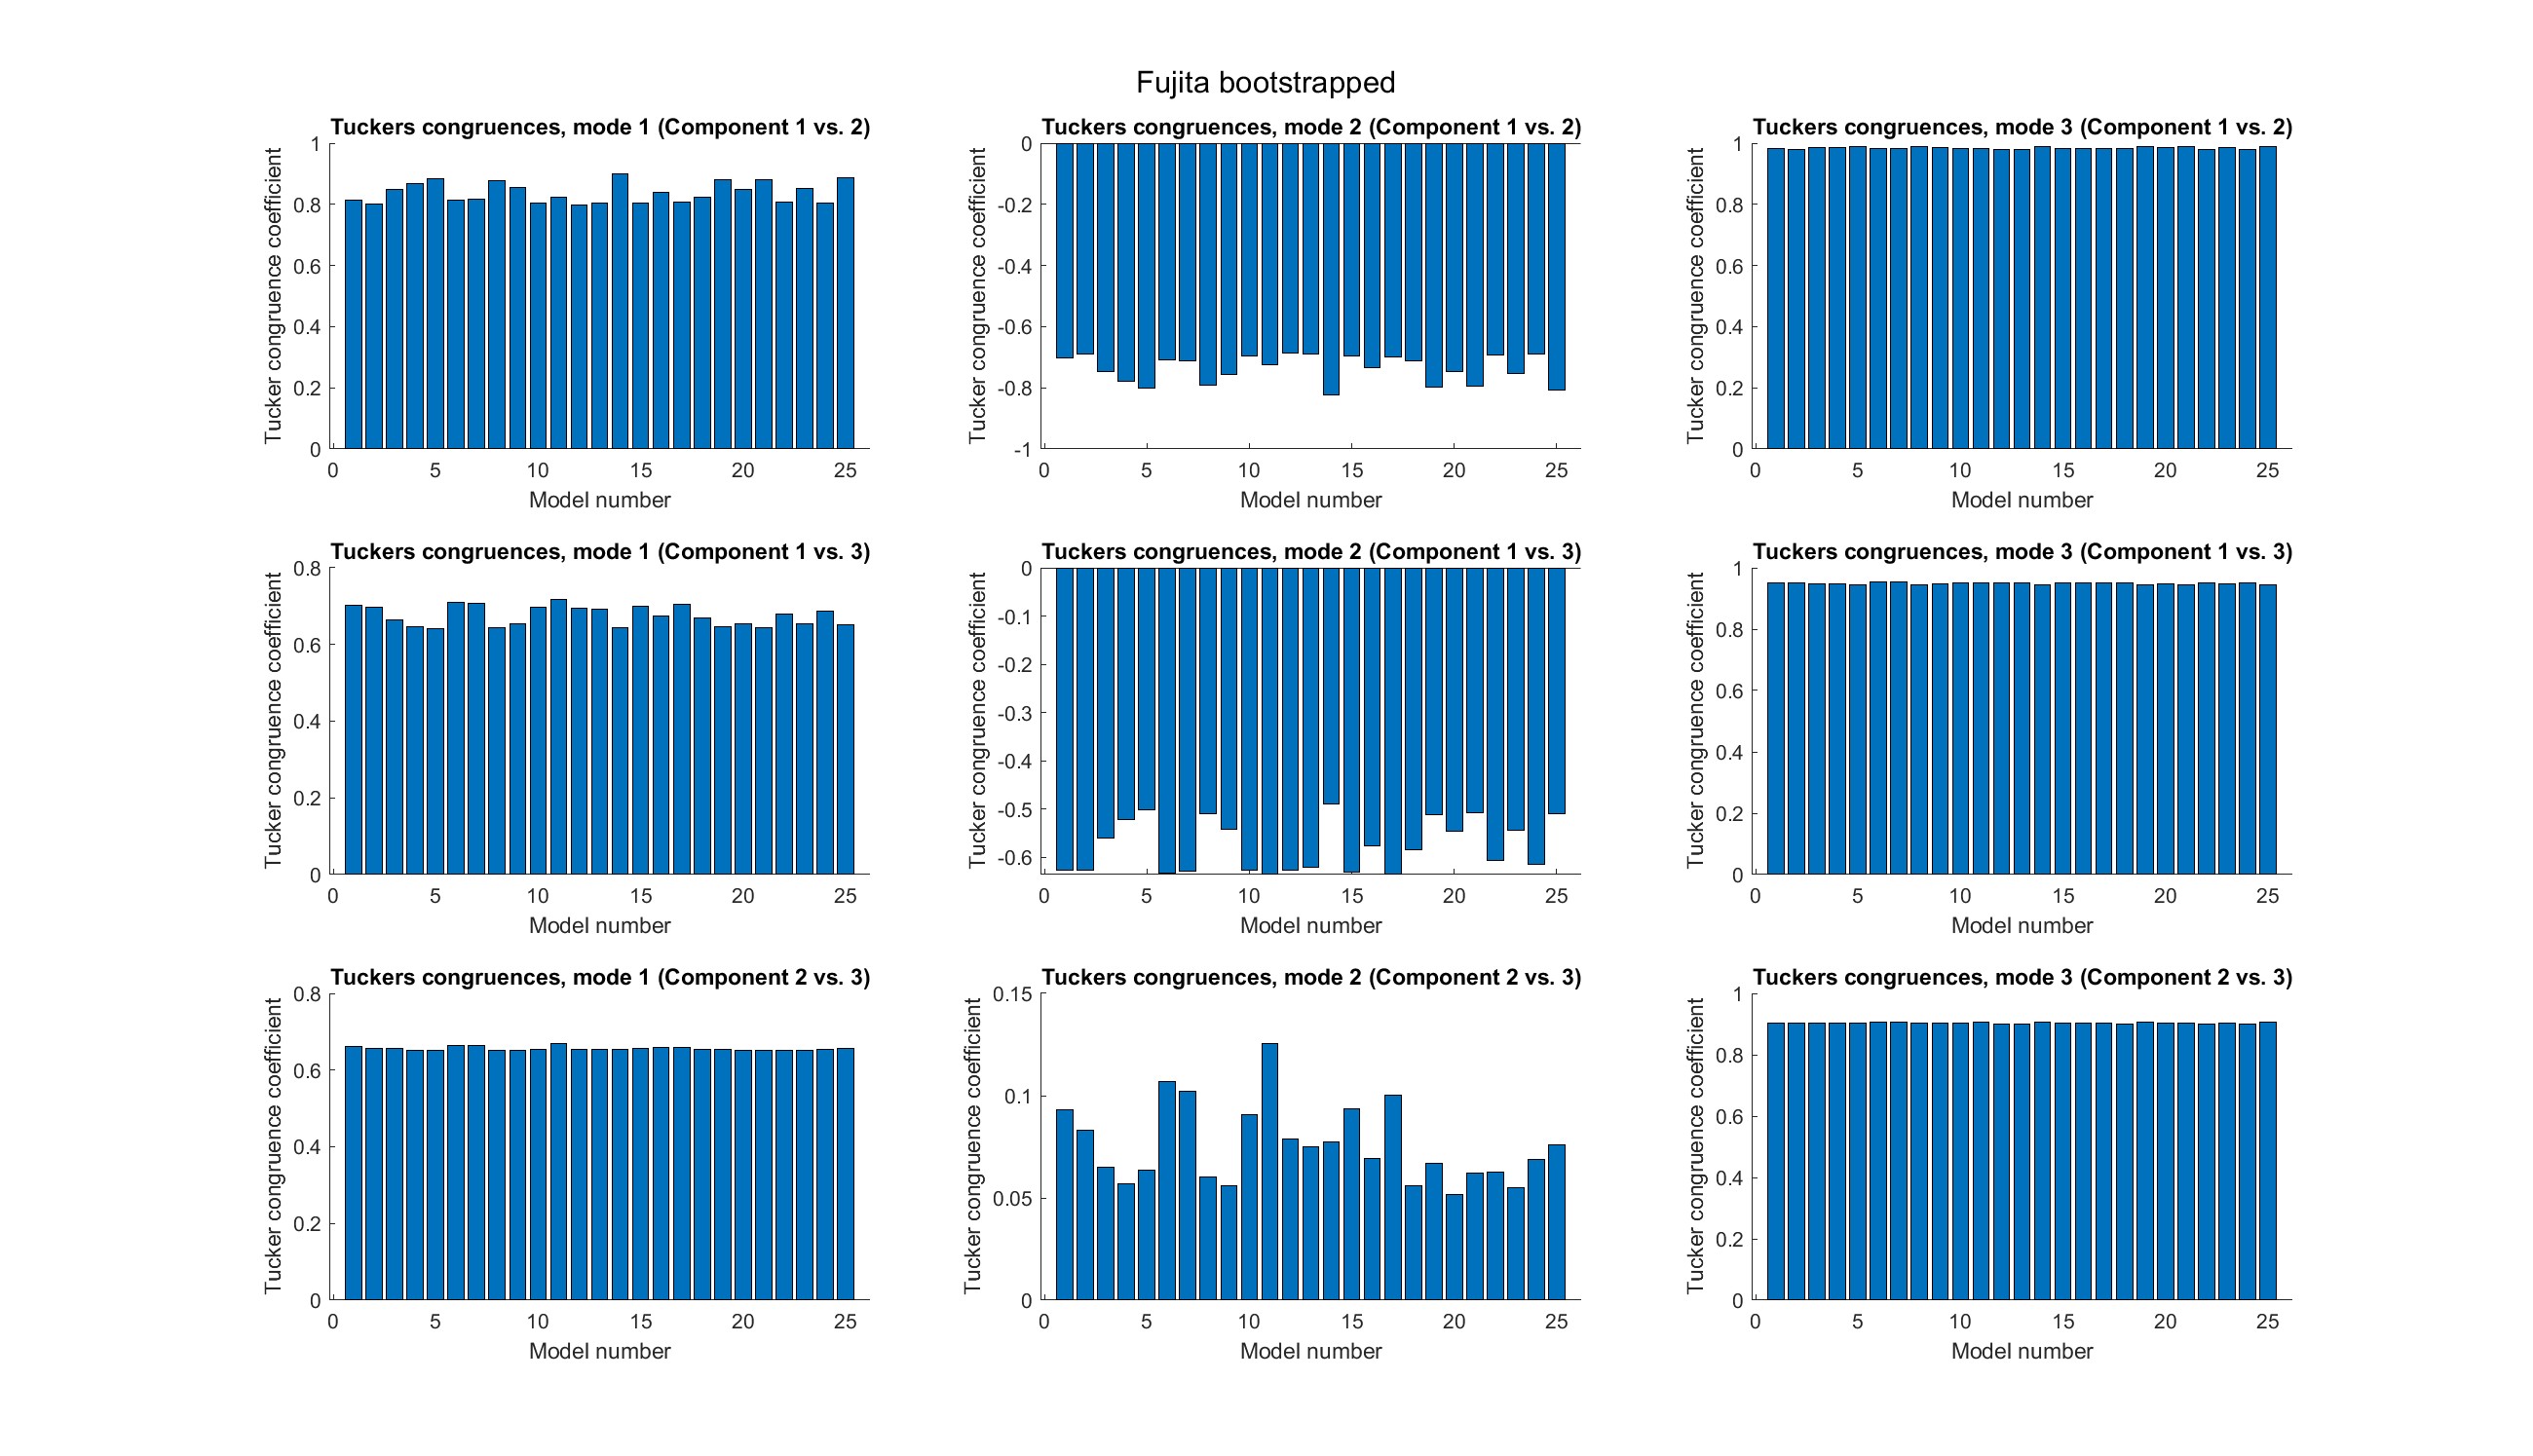 Fujita bootstrapped
Tuckers congruences, mode 1 (Component 1 vs. 2)
Tucker congruence coefficient
1
0.8
0.6
0.4
0.2
0
0 5 10 15 20 25
Model number
Tuckers congruences, mode 2 (Component 1 vs. 2)
Tucker congruence coefficient
0
-0.2
-0.4
-0.6
-0.8
-1
0 5 10 15 20 25
Model number
Tuckers congruences, mode 3 (Component 1 vs. 2)
Tucker congruence coefficient
1
0.8
0.6
0.4
0.2
0
0 5 10 15 20 25
Model number
Tuckers congruences, mode 1 (Component 1 vs. 3)
Tucker congruence coefficient
0.8
0.6
0.4
0.2
0
0 5 10 15 20 25
Model number
Tuckers congruences, mode 2 (Component 1 vs. 3)
Tucker congruence coefficient
0
-0.1
-0.2
-0.3
-0.4
-0.5
-0.6
0 5 10 15 20 25
Model number
Tuckers congruences, mode 3 (Component 1 vs. 3)
Tucker congruence coefficient
1
0.8
0.6
0.4
0.2
0
0 5 10 15 20 25
Model number
Tuckers congruences, mode 1 (Component 2 vs. 3)
Tucker congruence coefficient
0.8
0.6
0.4
0.2
0
0 5 10 15 20 25
Model number
Tuckers congruences, mode 2 (Component 2 vs. 3)
Tucker congruence coefficient
0.15
0.1
0.05
0
0 5 10 15 20 25
Model number
Tuckers congruences, mode 3 (Component 2 vs. 3)
Tucker congruence coefficient
1
0.8
0.6
0.4
0.2
0
0 5 10 15 20 25
Model number